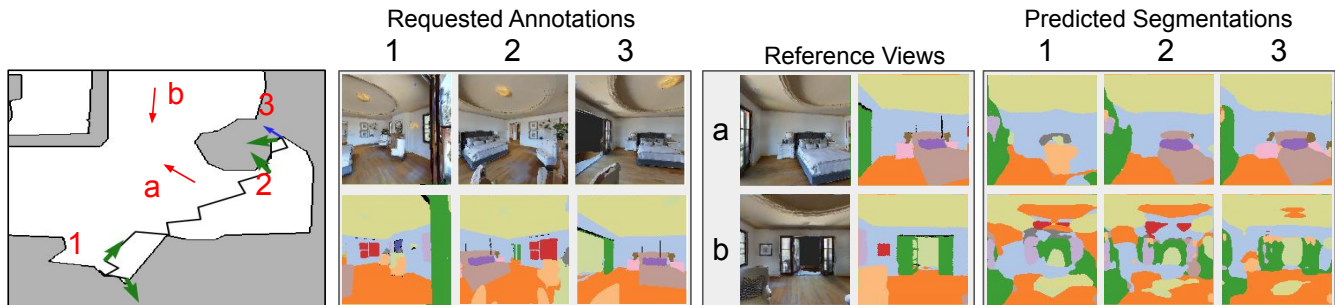 Requested Annotations
1 2 3
Reference Views
Predicted Segmentations
1 2 3
b
3
a
2
1
a
b